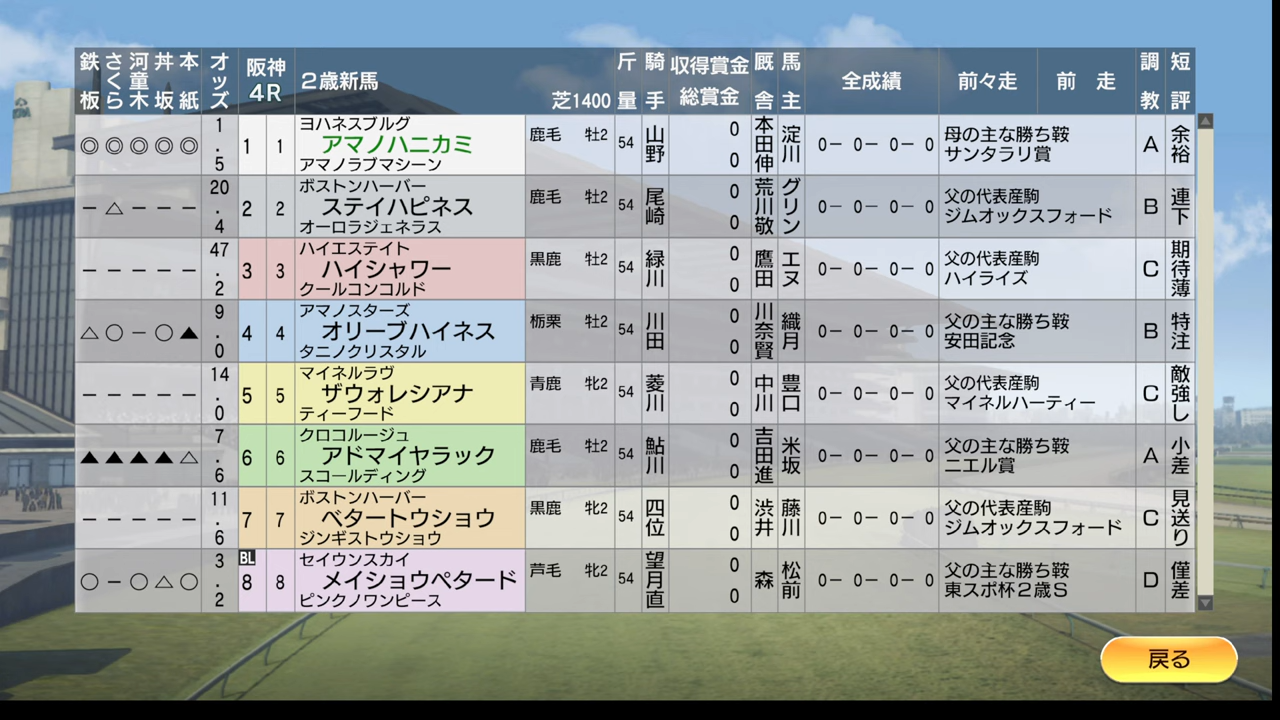 鉄板 さくら 河童木 丼坂 本紙 オッズ 阪神4R 2歳新馬 芝1400 斤量 騎手 収得賞金 総賞金 厩舎 馬主 全成績 前々走 前 走 調教 短評
◎ ◎ ◎ ◎ ◎ 1.5 1 1 ヨハネスブルグ 鹿毛 牡2 54 山野 0 本田伸 淀川 0- 0- 0- 0 母の主な勝ち鞍 A 余裕
アマノハニカミ
アマノラブマシーン 0 サンタラリ賞
- △ - - - 20.4 2 2 ボストンハーバー 鹿毛 牡2 54 尾崎 0 荒川敬 グリン 0- 0- 0- 0 父の代表産駒 B 連下
ステイハピネス
オーロラジェネラス 0 ジムオックスフォード
- - - - - 47.2 3 3 ハイエステイト 黒鹿 牡2 54 緑川 0 鷹田 エヌ 0- 0- 0- 0 父の代表産駒 C 期待薄
ハイシャワー
クールコンコルド 0 ハイライズ
△ ○ - ○ ▲ 9.0 4 4 アマノスターズ 栃栗 牡2 54 川田 0 川奈賢 織月 0- 0- 0- 0 父の主な勝ち鞍 B 特注
オリーブハイネス
タニノクリスタル 0 安田記念
- - - - - 14.0 5 5 マイネルラヴ 青鹿 牝2 54 菱川 0 中川 豊口 0- 0- 0- 0 父の代表産駒 C 敵強し
ザウォレシアナ
ティーフード 0 マイネルハーティー
▲ ▲ ▲ ▲ △ 7.6 6 6 クロコルージュ 鹿毛 牡2 54 鮎川 0 吉田進 米坂 0- 0- 0- 0 父の主な勝ち鞍 A 小差
アドマイヤラック
スコールディング 0 ニエル賞
- - - - - 11.6 7 7 ボストンハーバー 黒鹿 牝2 54 四位 0 渋井 藤川 0- 0- 0- 0 父の代表産駒 C 見送り
ベタートウショウ
ジンギストウショウ 0 ジムオックスフォード
○ - ○ △ ○ 3.2 BL 8 8 セイウンスカイ 芦毛 牝2 54 望月直 0 森 松前 0- 0- 0- 0 父の主な勝ち鞍 D 僅差
メイショウペタード
ピンクノワンピース 0 東スポ杯2歳S
戻る